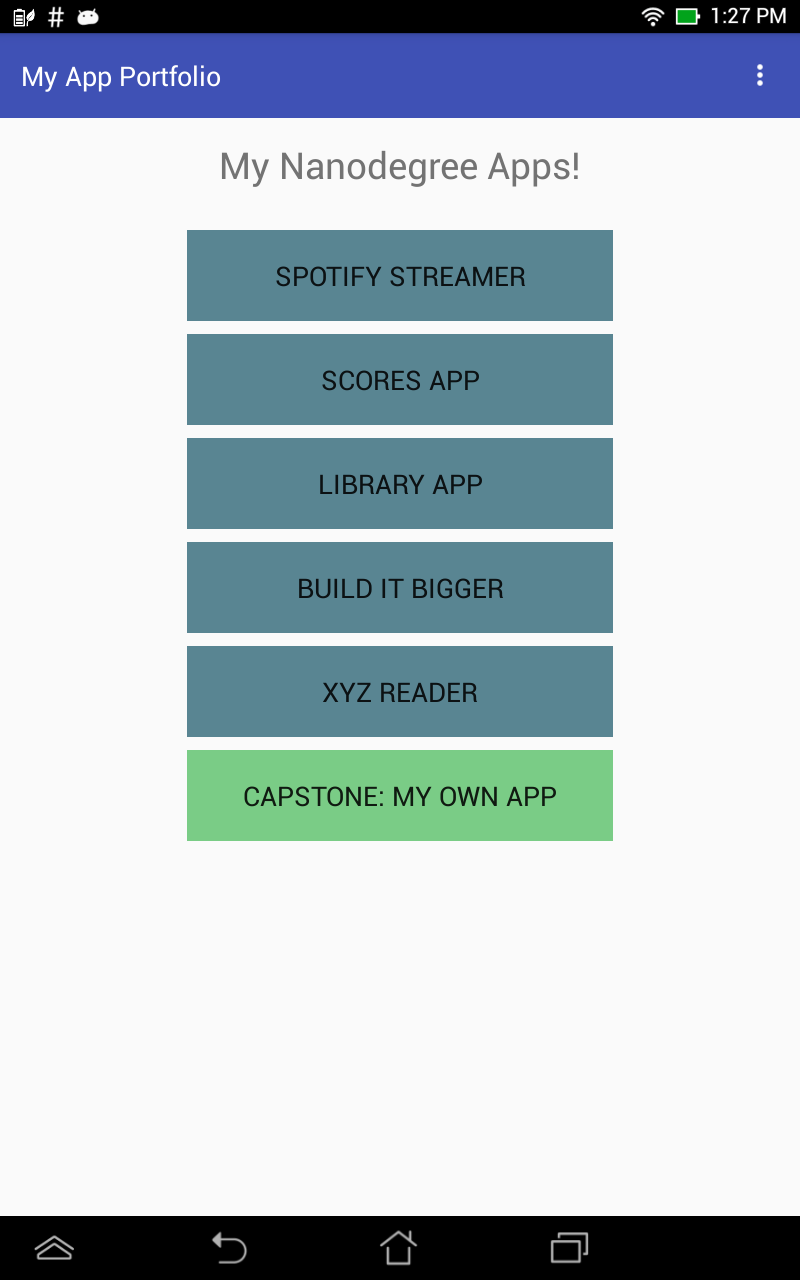 # 1:27 PM
My App Portfolio
My Nanodegree Apps!
SPOTIFY STREAMER
SCORES APP
LIBRARY APP
BUILD IT BIGGER
XYZ READER
CAPSTONE: MY OWN APP